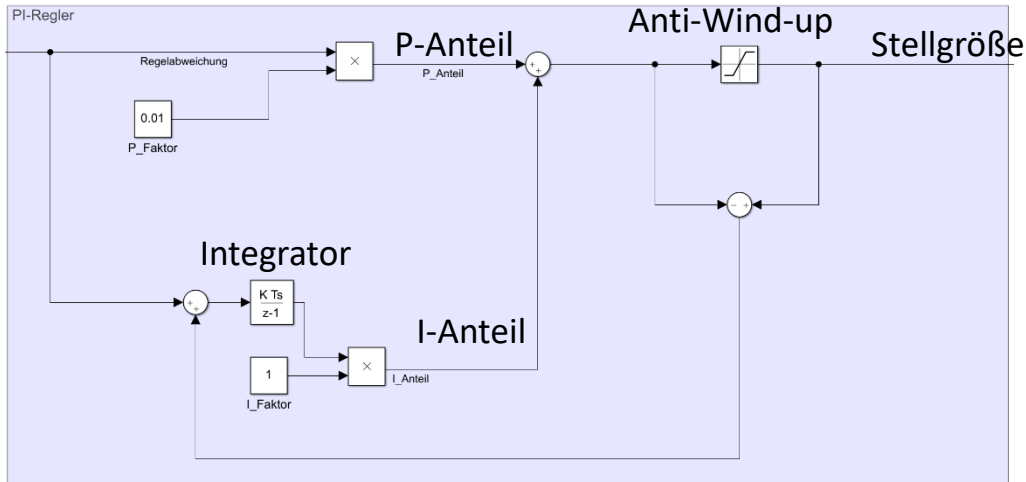 PI-Regler
Anti-Wind-up
P-Anteil
Stellgröße
Regelabweichung
×
P_Anteil
+
+
0.01
P_Faktor
- +
Integrator
+
+
K Ts
z-1
I-Anteil
×
1
I_Anteil
I_Faktor